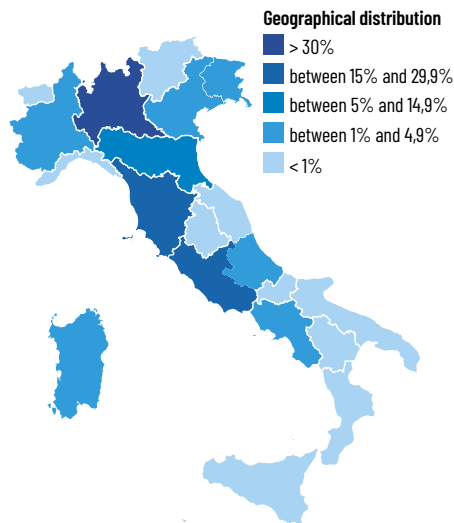 Geographical distribution
> 30%
between 15% and 29,9%
between 5% and 14,9%
between 1% and 4,9%
< 1%